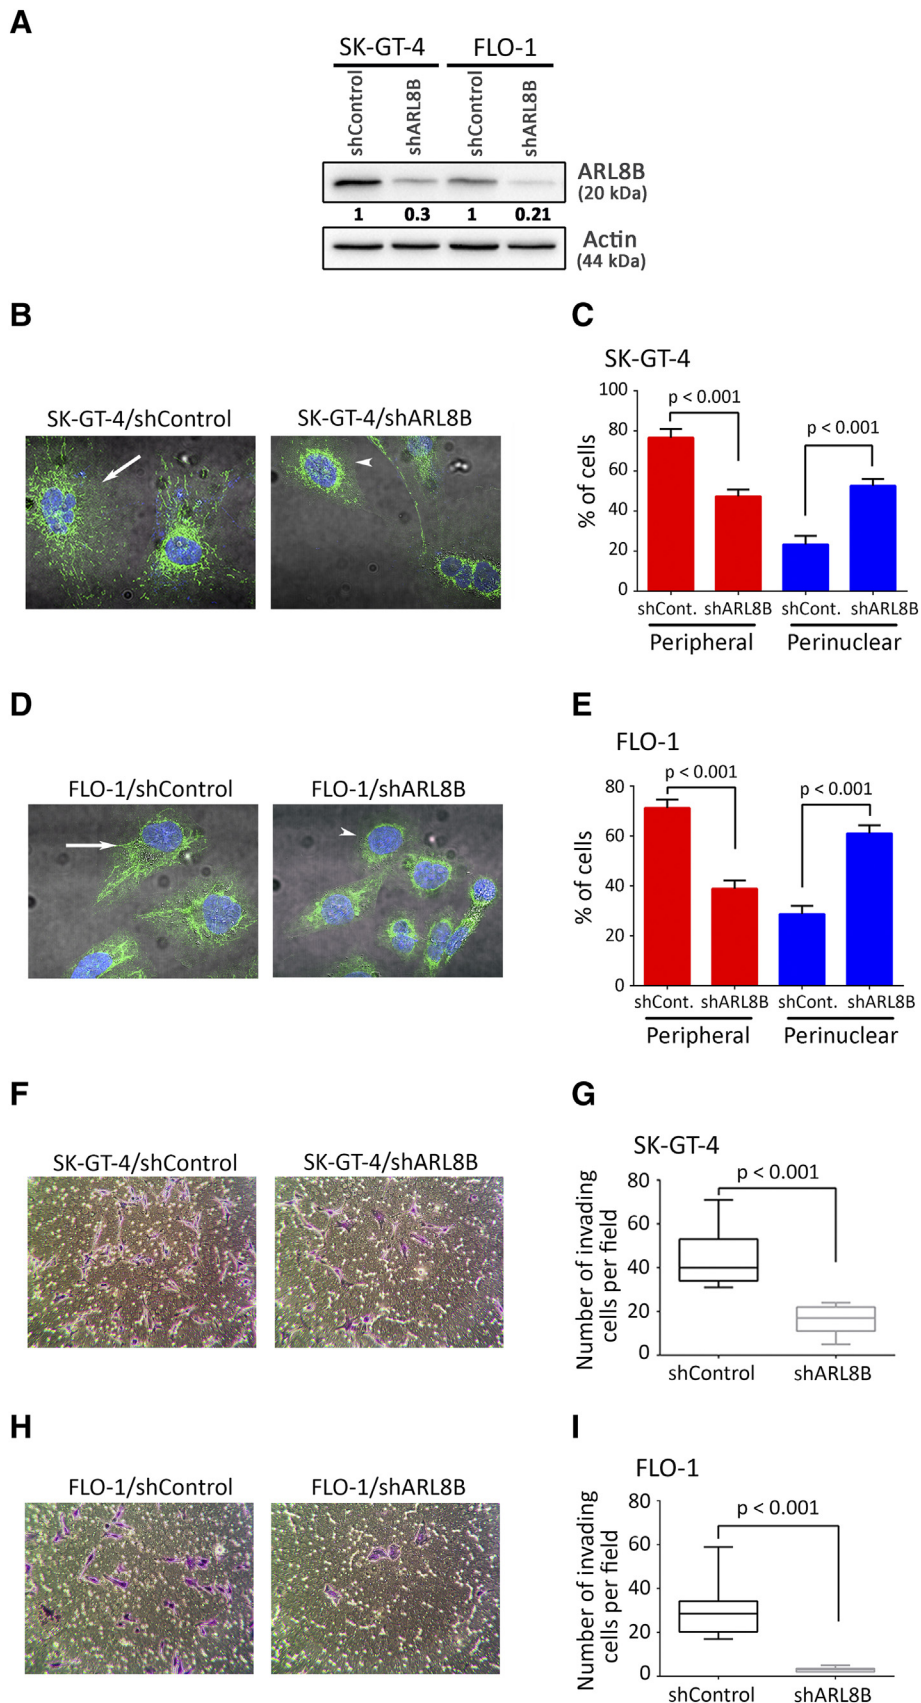 A
SK-GT-4 FLO-1
shControl shARL8B shControl shARL8B
ARL8B
(20 kDa)
1 0.3 1 0.21
Actin
(44 kDa)
B
SK-GT-4/shControl SK-GT-4/shARL8B
C
SK-GT-4
% of cells
100
80
60
40
20
0
p < 0.001
p < 0.001
shCont. shARL8B shCont. shARL8B
Peripheral Perinuclear
D
FLO-1/shControl FLO-1/shARL8B
E
FLO-1
% of cells
80
60
40
20
0
p < 0.001
p < 0.001
shCont. shARL8B shCont. shARL8B
Peripheral Perinuclear
F
SK-GT-4/shControl SK-GT-4/shARL8B
G
SK-GT-4
Number of invading
cells per field
80
60
40
20
0
p < 0.001
shControl shARL8B
H
FLO-1/shControl FLO-1/shARL8B
I
FLO-1
Number of invading
cells per field
80
60
40
20
0
p < 0.001
shControl shARL8B